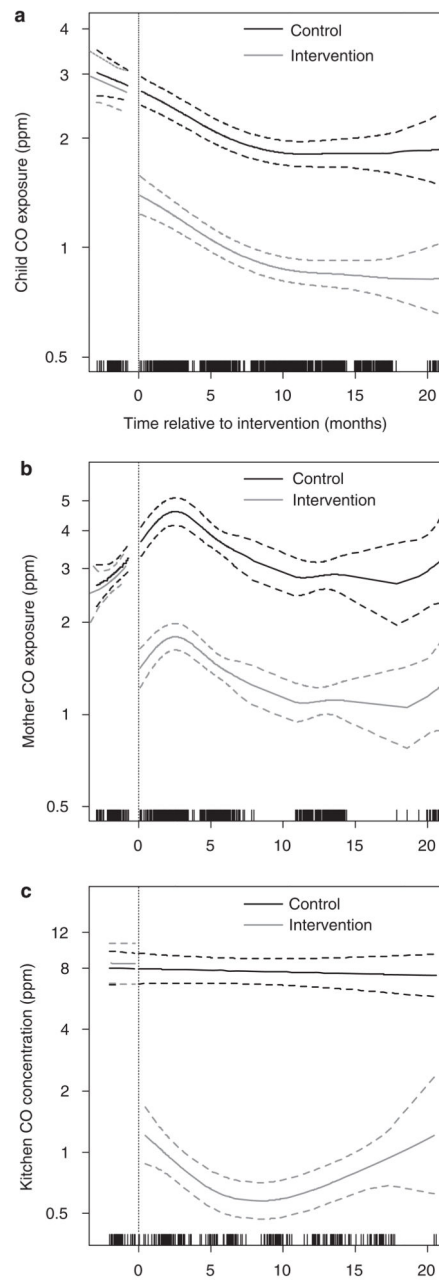 a
4
3
2
1
0.5
Child CO exposure (ppm)
Control
Intervention
0 5 10 15 20
Time relative to intervention (months)
b
5
4
3
2
1
0.5
Mother CO exposure (ppm)
Control
Intervention
0 5 10 15 20
c
12
8
4
2
1
0.5
Kitchen CO concentration (ppm)
Control
Intervention
0 5 10 15 20